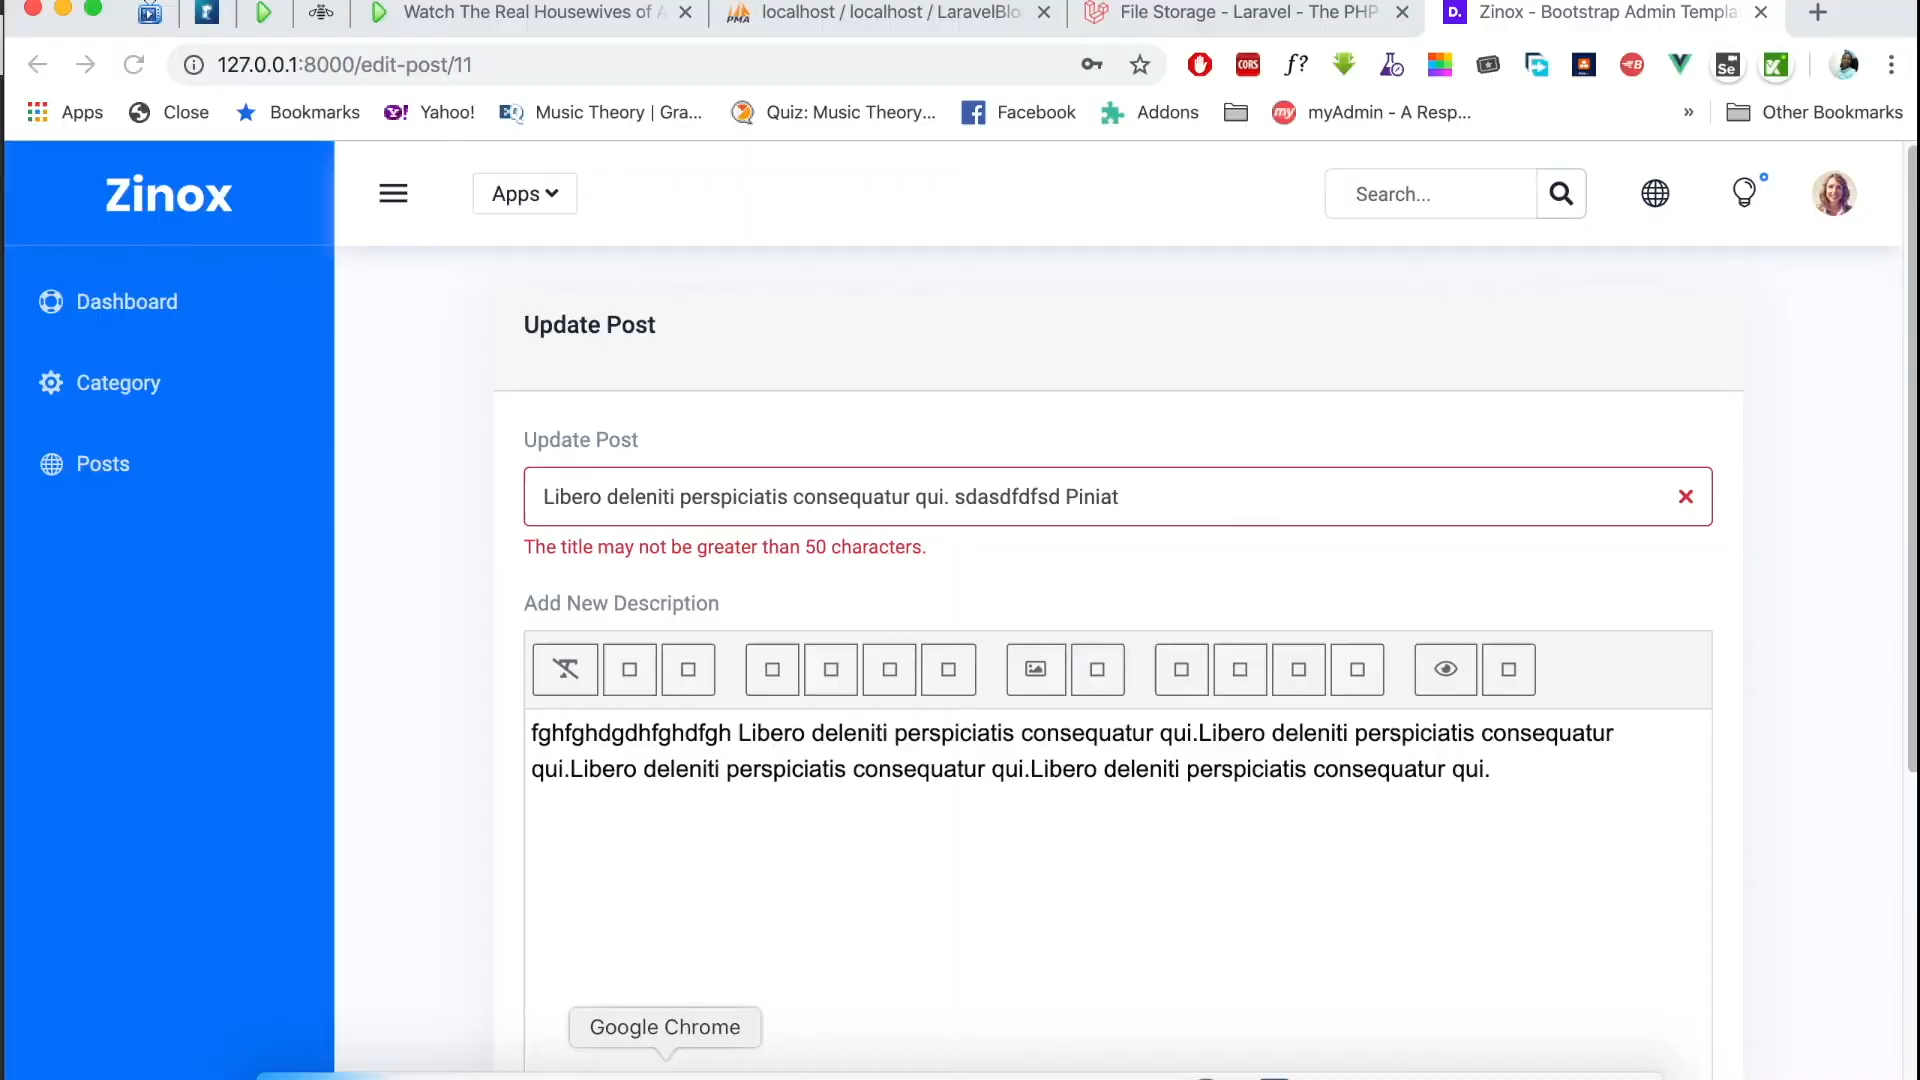 Watch The Real Housewives of A
localhost / localhost / LaravelBlo
File Storage - Laravel - The PHP
D. Zinox - Bootstrap Admin Templa
127.0.0.1:8000/edit-post/11
CORS
f?
Se
Apps Close Bookmarks Yahoo! Music Theory | Gra... Quiz: Music Theory... Facebook Addons myAdmin - A Resp... » Other Bookmarks
Zinox
Apps
Search...
Dashboard
Category
Posts
Update Post
Update Post
Libero deleniti perspiciatis consequatur qui. sdasdfdfsd Piniat
The title may not be greater than 50 characters.
Add New Description
fghfghdgdhfghdfgh Libero deleniti perspiciatis consequatur qui.Libero deleniti perspiciatis consequatur
qui.Libero deleniti perspiciatis consequatur qui.Libero deleniti perspiciatis consequatur qui.
Google Chrome